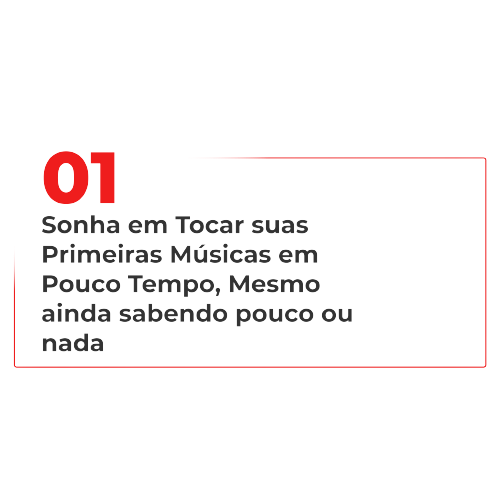 01
Sonha em Tocar suas
Primeiras Músicas em
Pouco Tempo, Mesmo
ainda sabendo pouco ou
nada